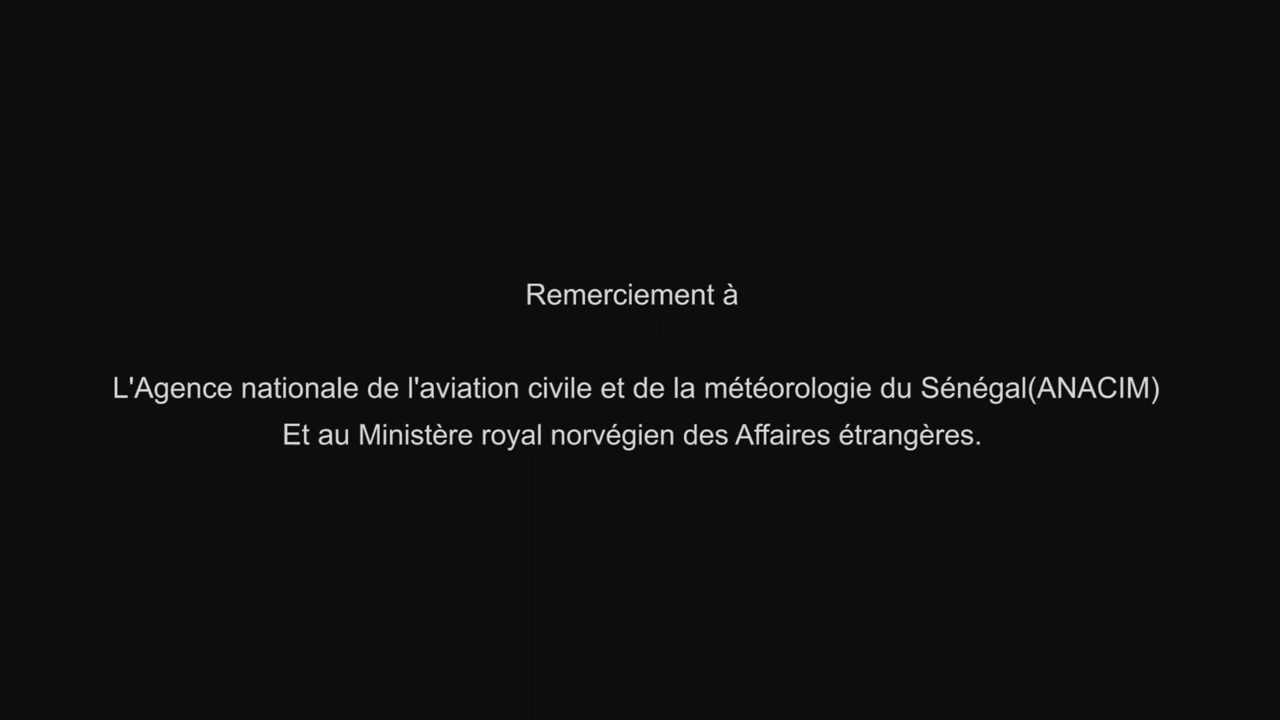 Remerciement à
L'Agence nationale de l'aviation civile et de la météorologie du Sénégal(ANACIM)
Et au Ministère royal norvégien des Affaires étrangères.